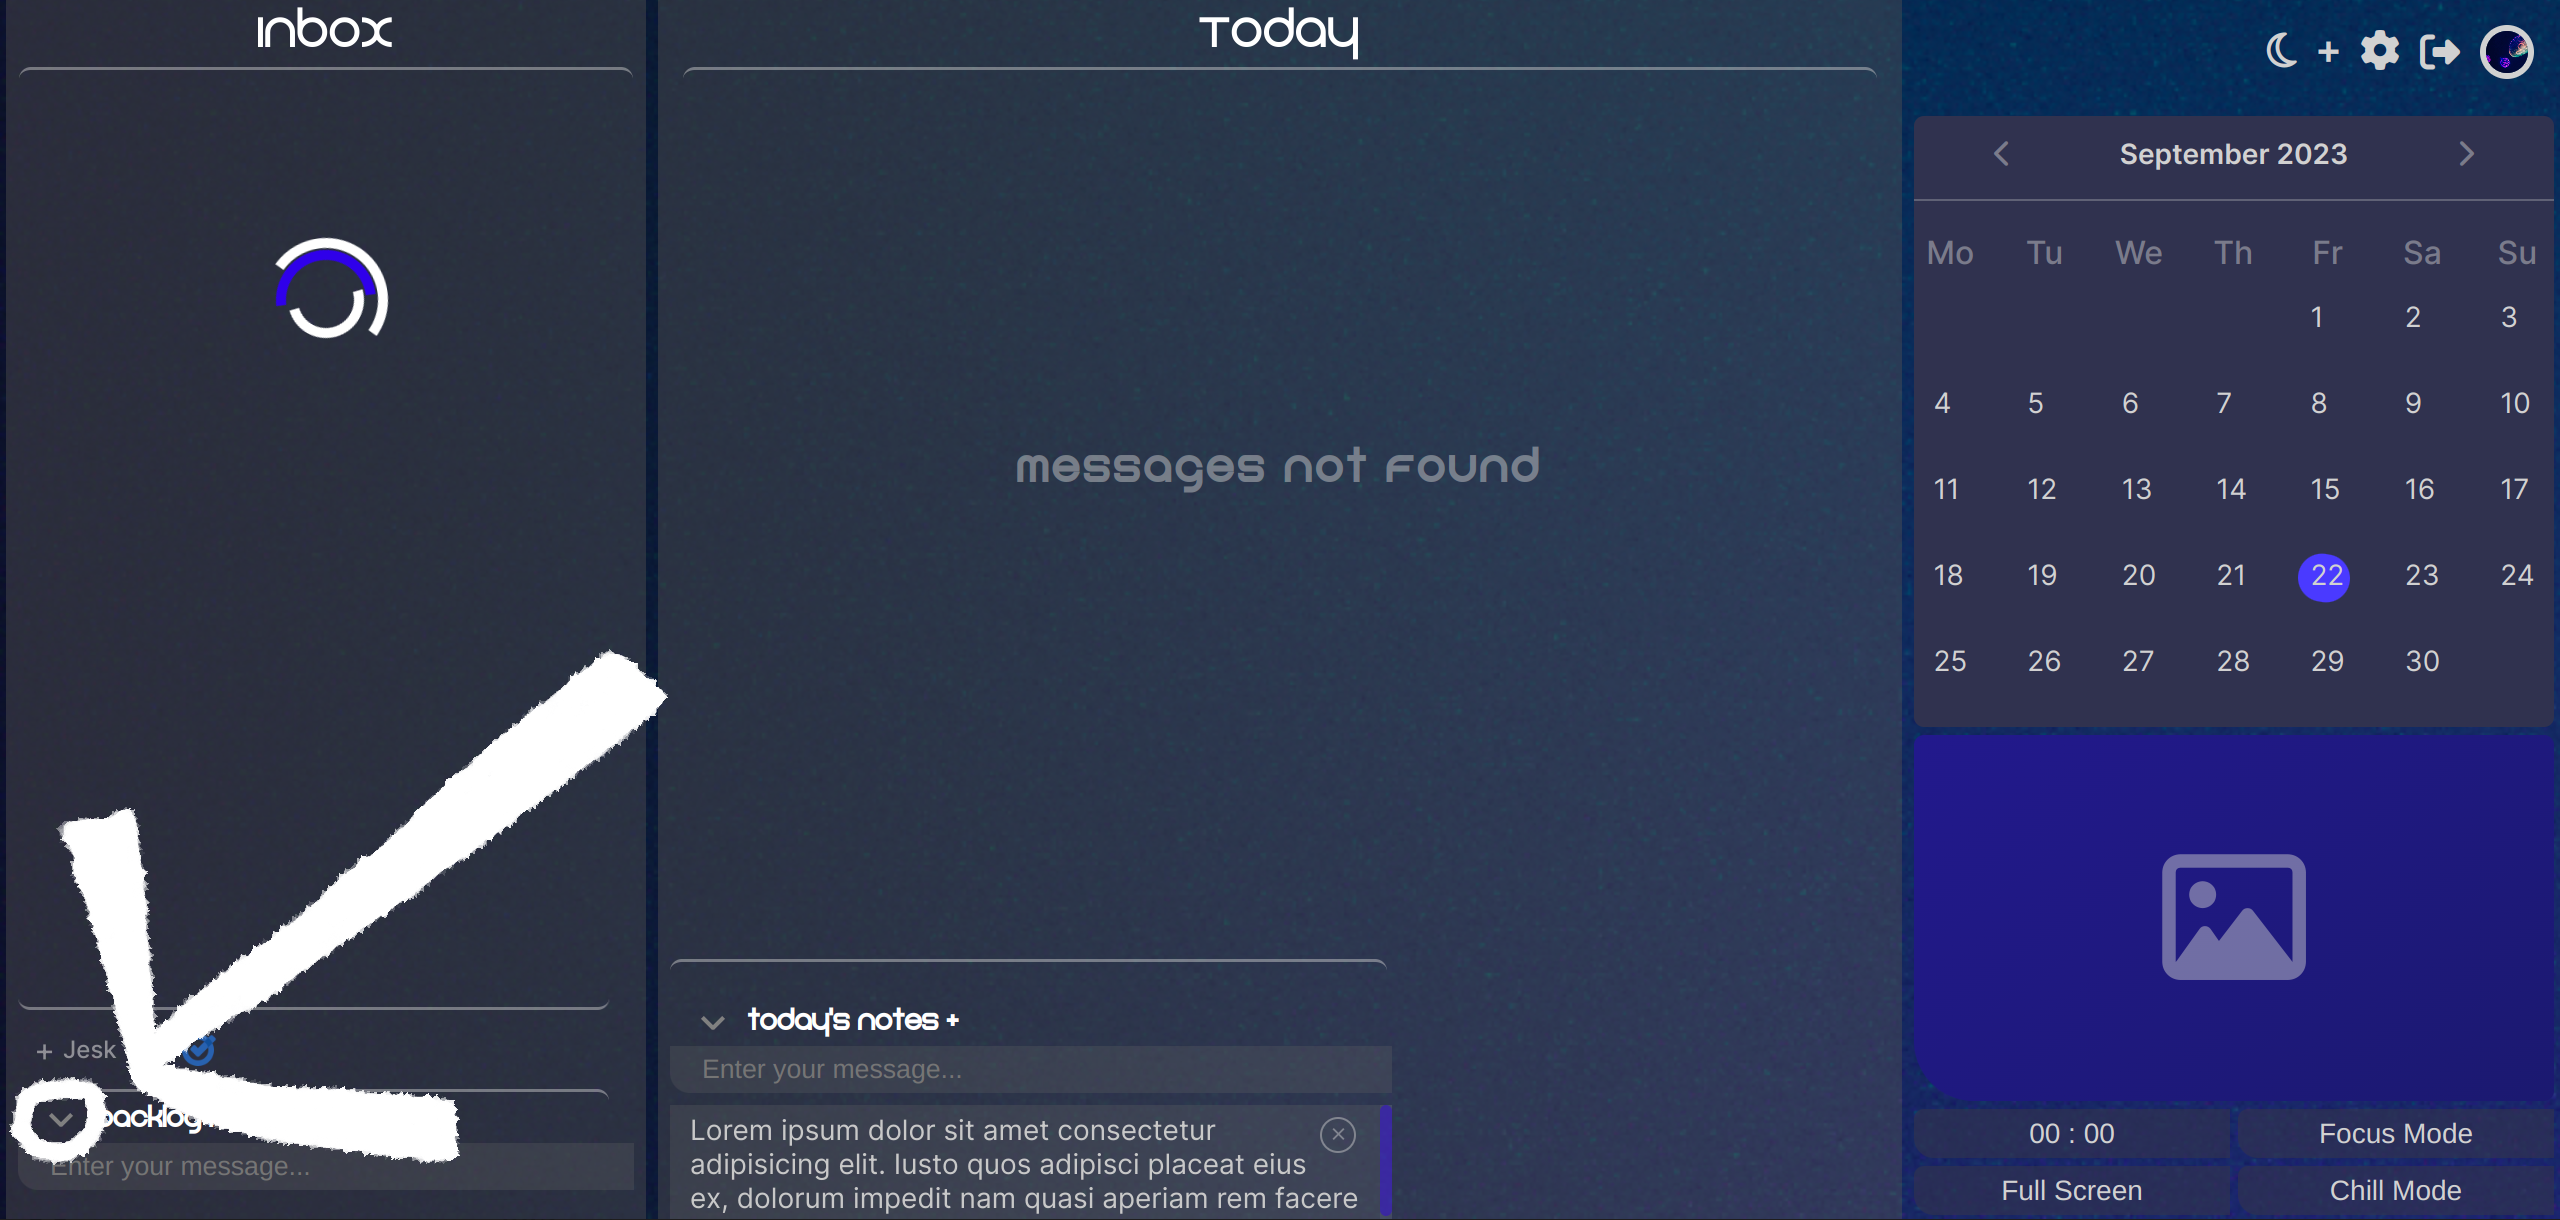 Inbox
Today
September 2023
Mo Tu We Th Fr Sa Su
1 2 3
4 5 6 7 8 9 10
11 12 13 14 15 16 17
18 19 20 21 22 23 24
25 26 27 28 29 30
messages not found
+ Jesk
backlog
Enter your message...
today's notes +
Enter your message...
Lorem ipsum dolor sit amet consectetur
adipisicing elit. Iusto quos adipisci placeat eius
ex, dolorum impedit nam quasi aperiam rem facere
00 : 00
Focus Mode
Full Screen
Chill Mode